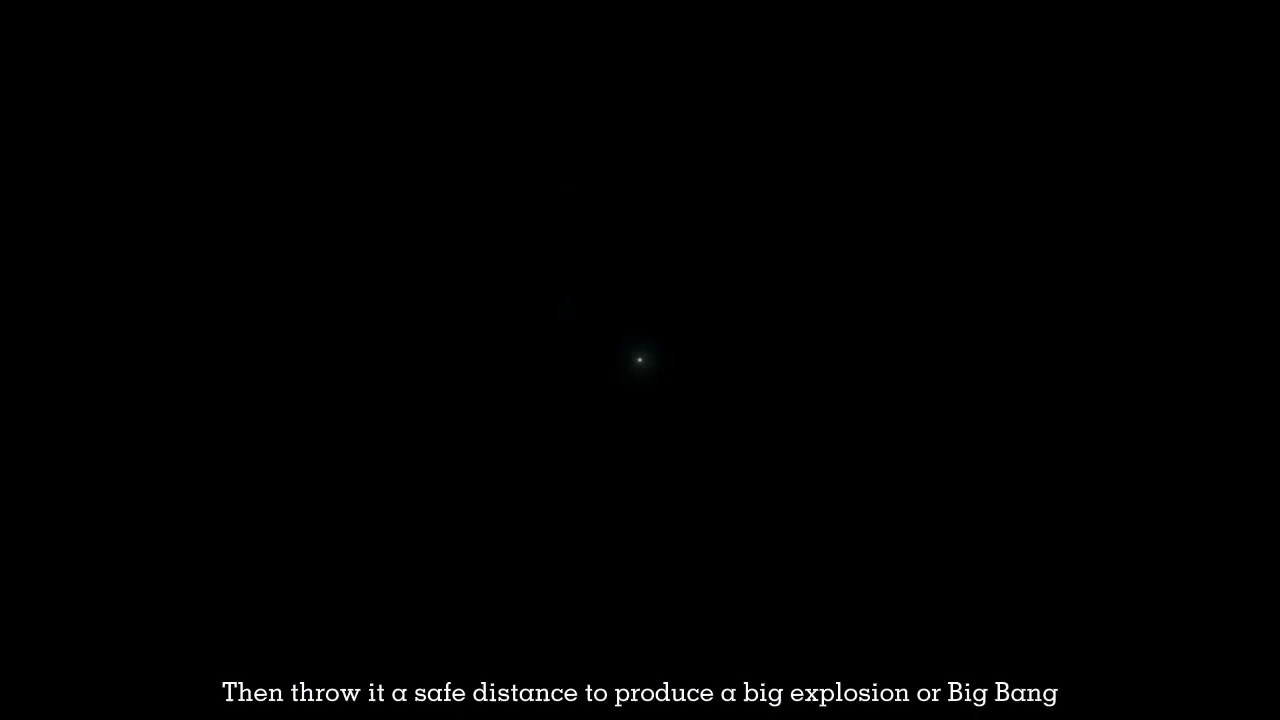 Then throw it a safe distance to produce a big explosion or Big Bang